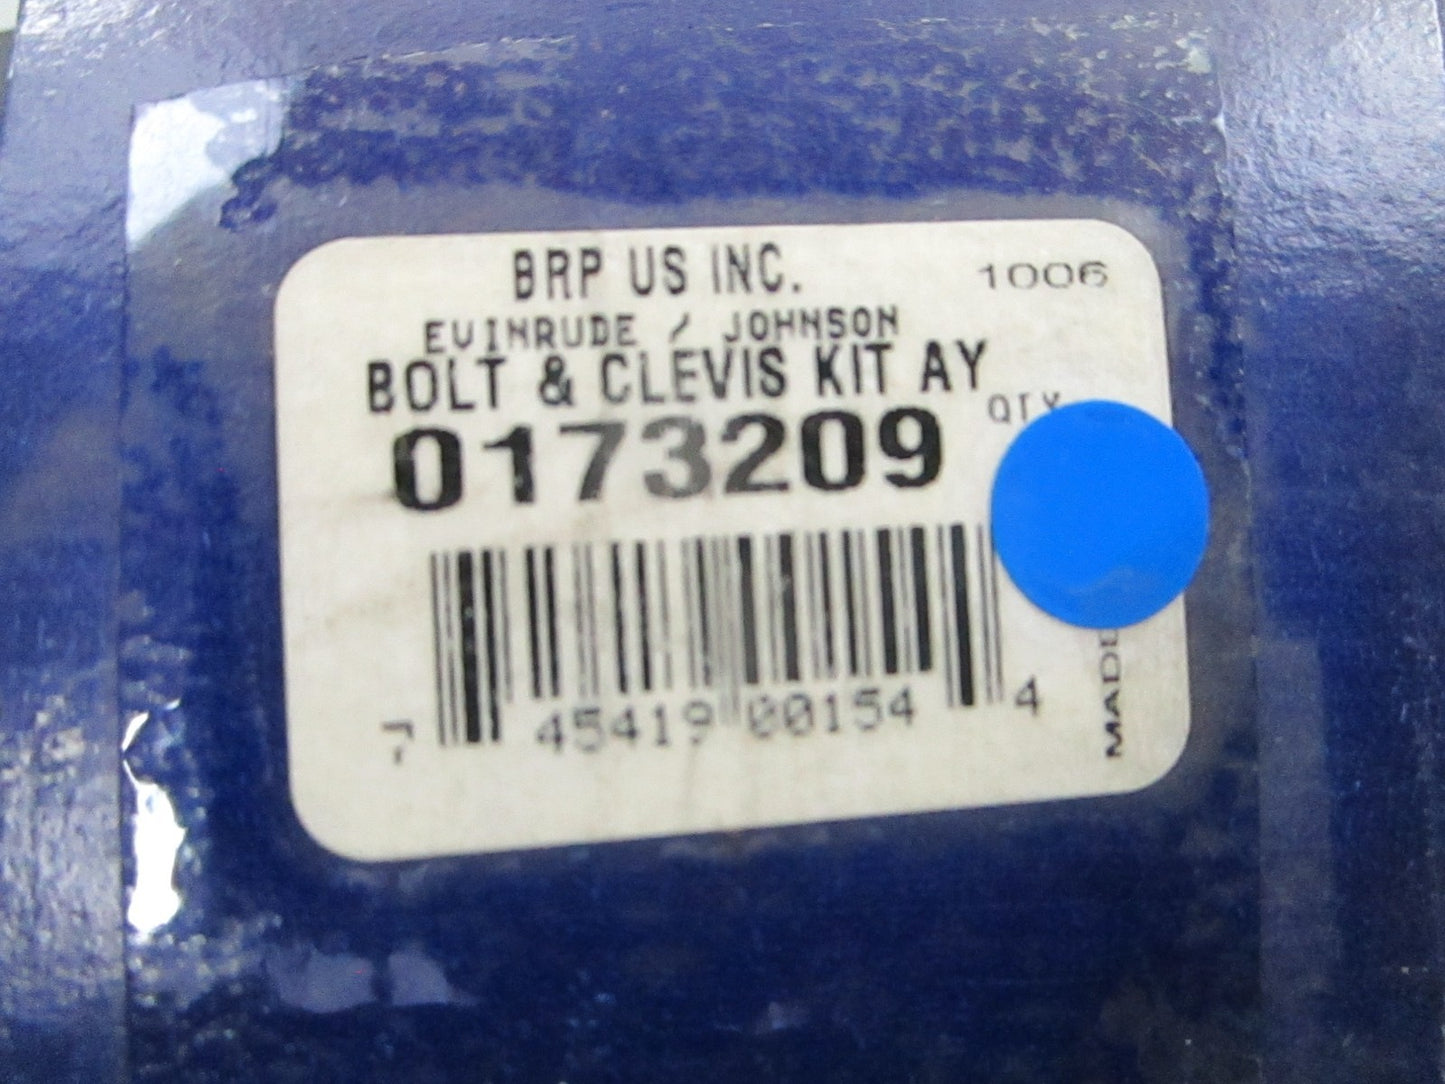 BRP US INC.
1006
EVINRUDE / JOHNSON
BOLT & CLEVIS KIT AY
QTY
0173209
7 45419 00154 4
MADE